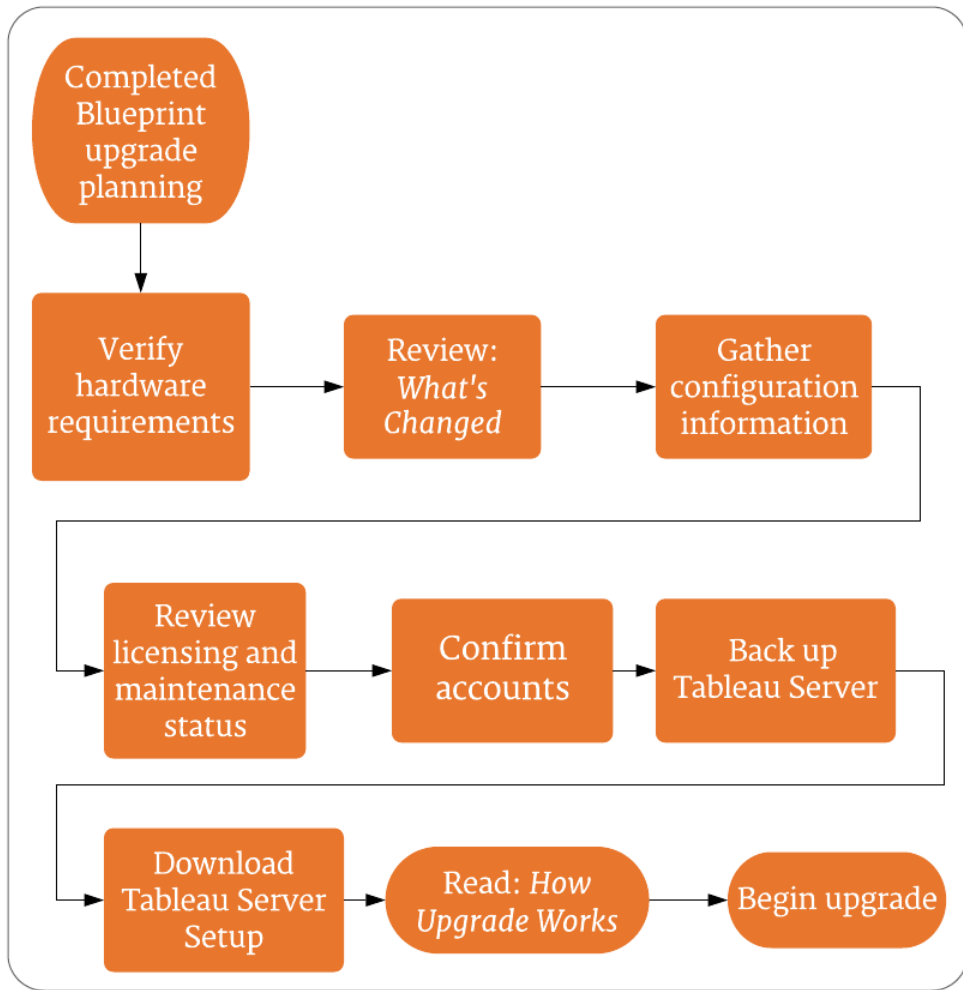 Completed
Blueprint
upgrade
planning
Verify
hardware
requirements
Review:
What's
Changed
Gather
configuration
information
Review
licensing and
maintenance
status
Confirm
accounts
Back up
Tableau Server
Download
Tableau Server
Setup
Read: How
Upgrade Works
Begin upgrade